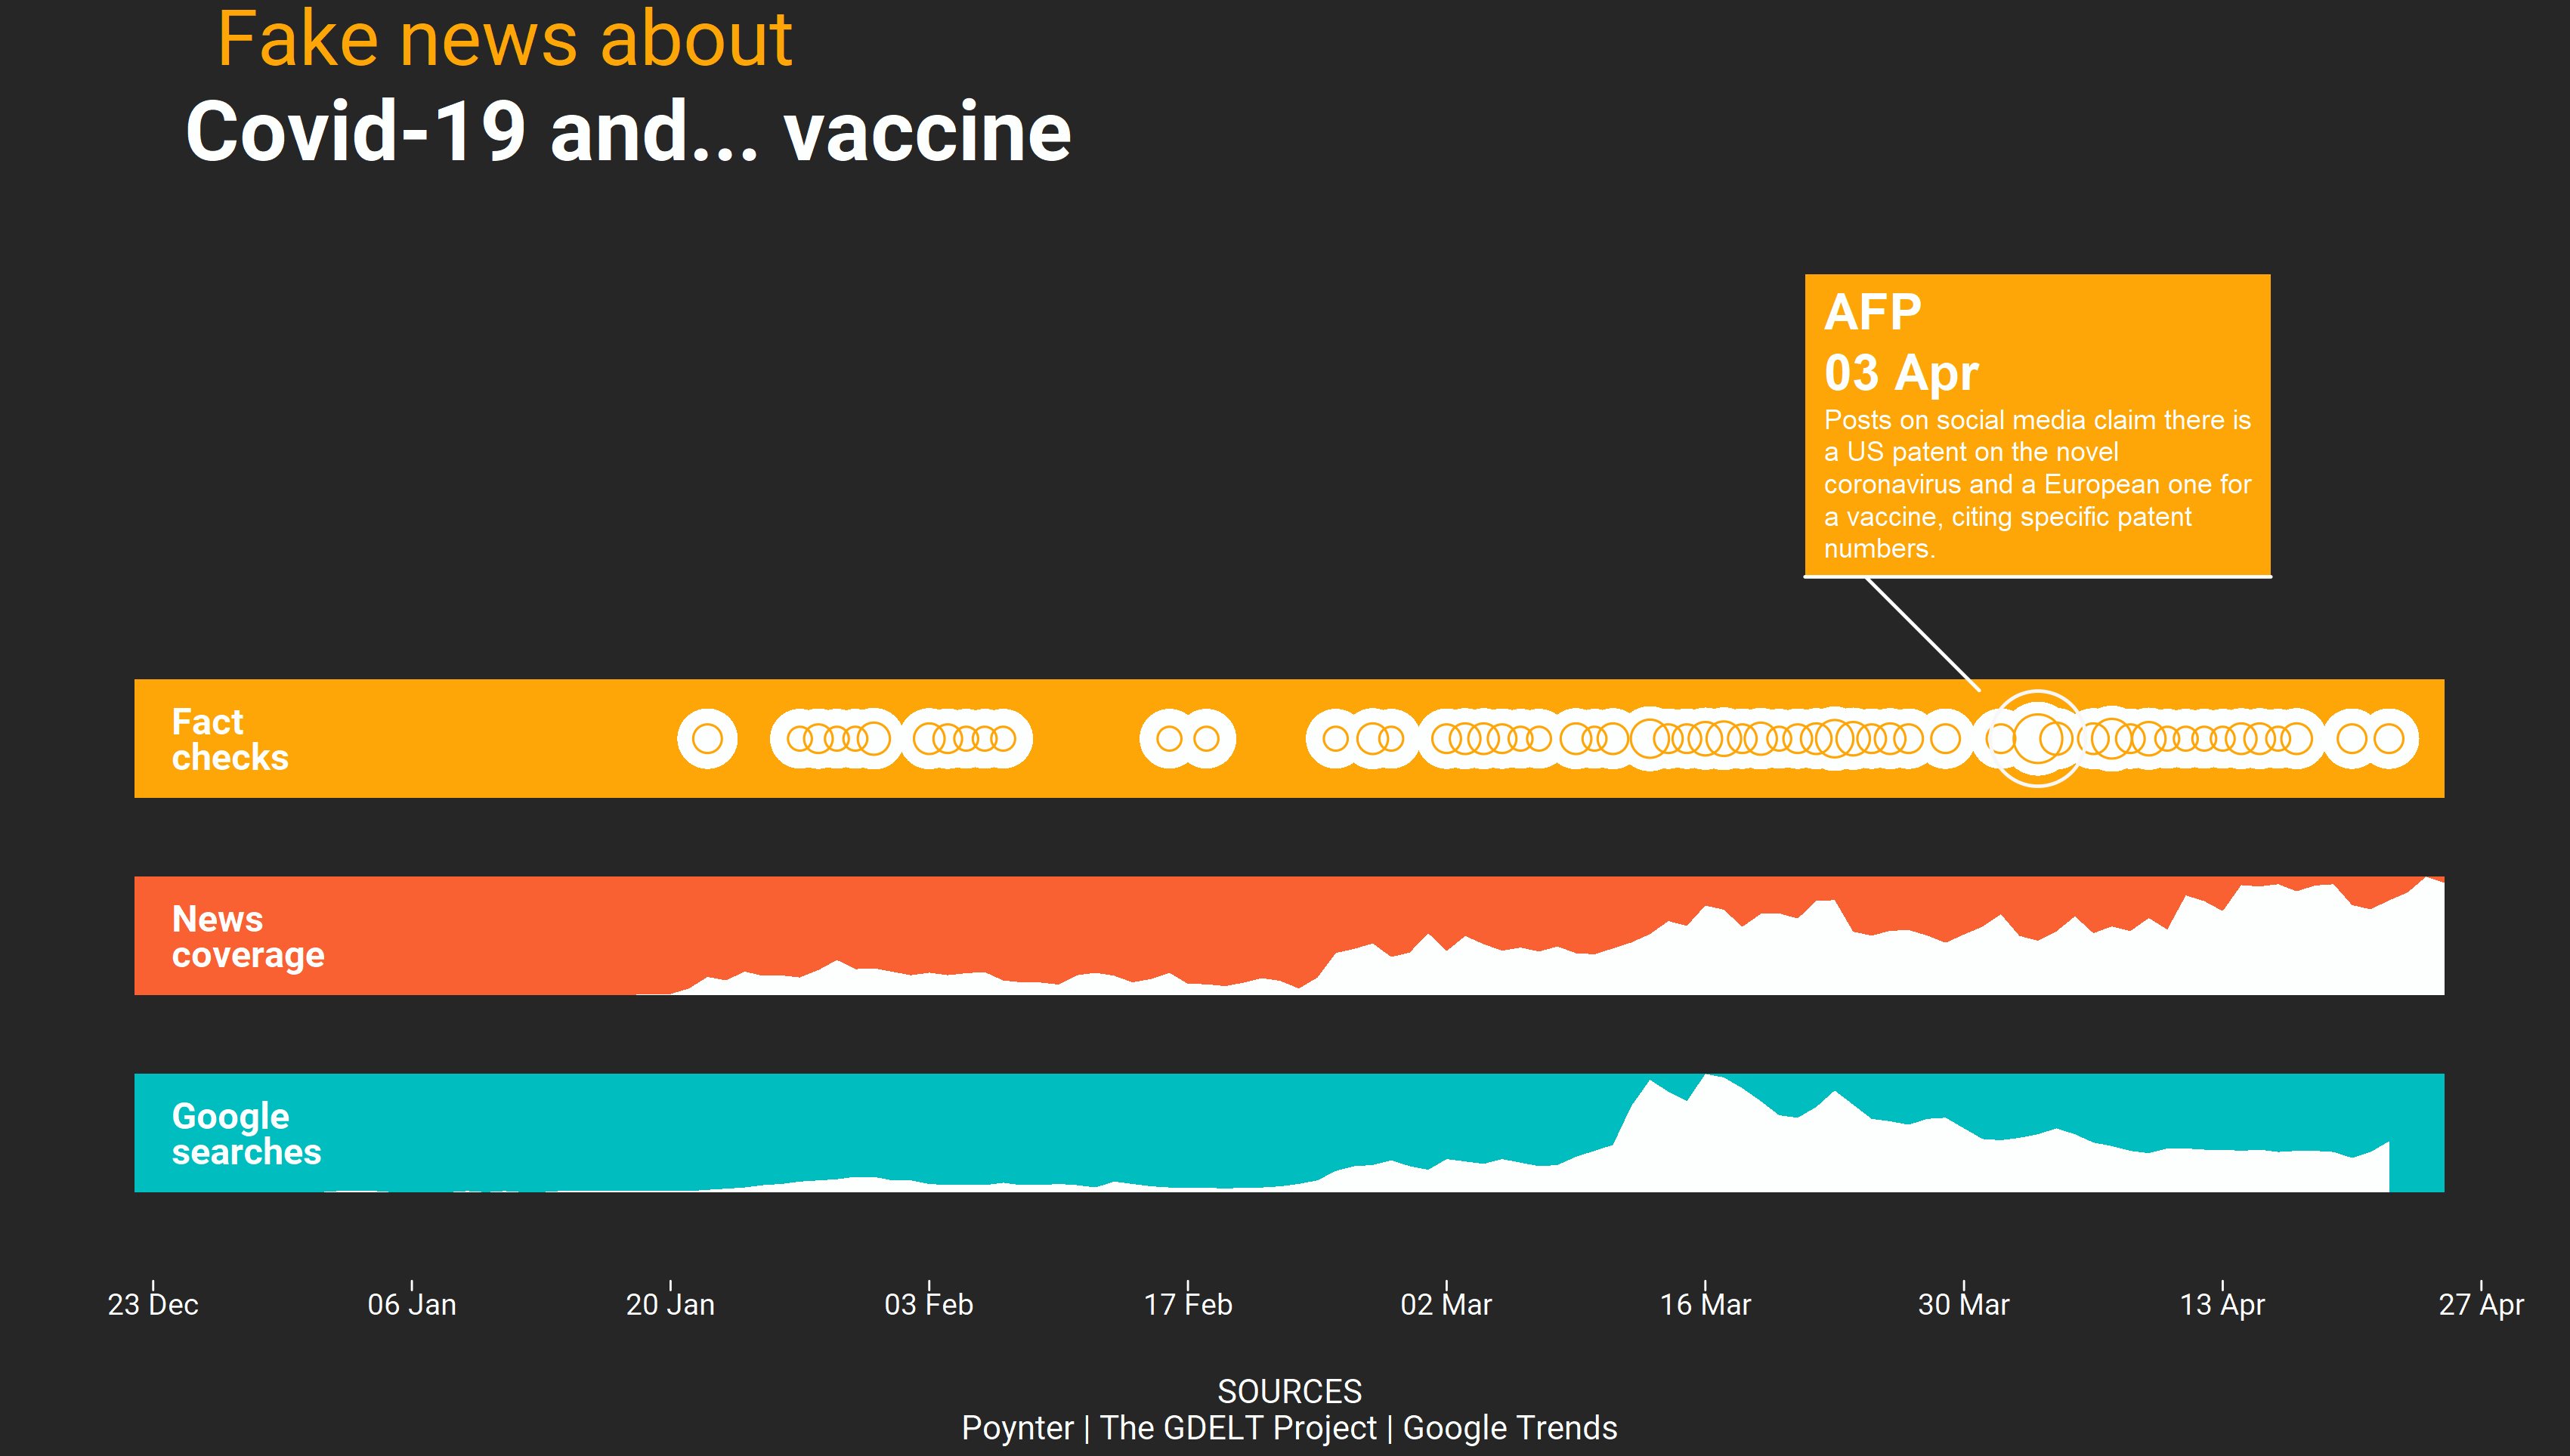 Fake news about
Covid-19 and... vaccine
AFP
03 Apr
Posts on social media claim there is
a US patent on the novel
coronavirus and a European one for
a vaccine, citing specific patent
numbers.
Fact
checks
News
coverage
Google
searches
23 Dec
06 Jan
20 Jan
03 Feb
17 Feb
02 Mar
16 Mar
30 Mar
13 Apr
27 Apr
SOURCES
Poynter | The GDELT Project | Google Trends